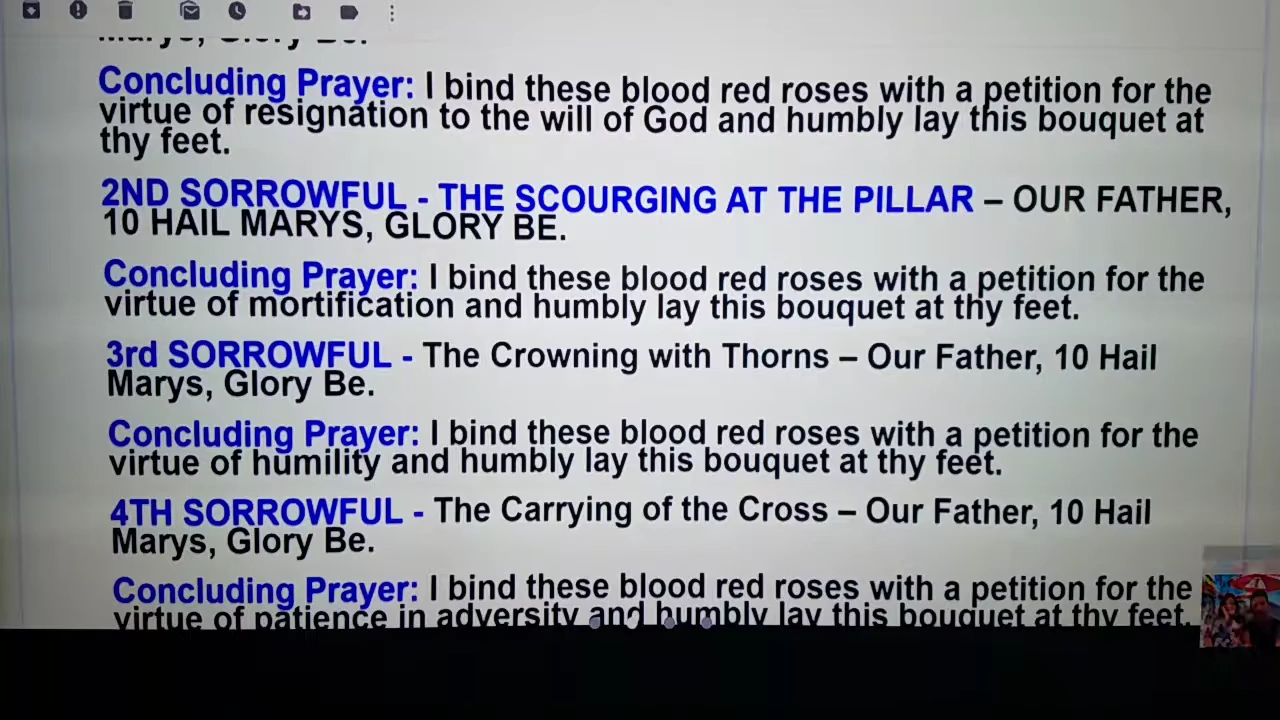 Marys, Glory Be.
Concluding Prayer: I bind these blood red roses with a petition for the
virtue of resignation to the will of God and humbly lay this bouquet at
thy feet.
2ND SORROWFUL - THE SCOURGING AT THE PILLAR – OUR FATHER,
10 HAIL MARYS, GLORY BE.
Concluding Prayer: I bind these blood red roses with a petition for the
virtue of mortification and humbly lay this bouquet at thy feet.
3rd SORROWFUL - The Crowning with Thorns – Our Father, 10 Hail
Marys, Glory Be.
Concluding Prayer: I bind these blood red roses with a petition for the
virtue of humility and humbly lay this bouquet at thy feet.
4TH SORROWFUL - The Carrying of the Cross – Our Father, 10 Hail
Marys, Glory Be.
Concluding Prayer: I bind these blood red roses with a petition for the
virtue of patience in adversity and humbly lay this bouquet at thy feet.